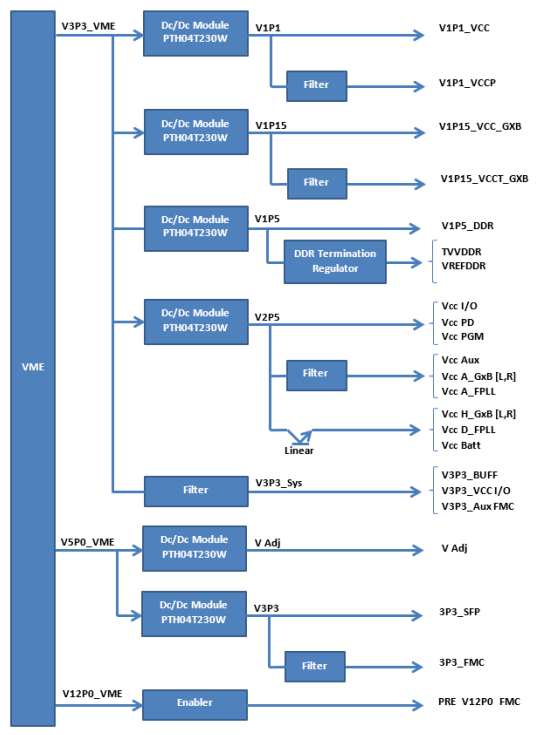 VME
V3P3_VME
Dc/Dc Module
PTH04T230W
V1P1
V1P1_VCC
Filter
V1P1_VCCP
Dc/Dc Module
PTH04T230W
V1P15
V1P15_VCC_GXB
Filter
V1P15_VCCT_GXB
Dc/Dc Module
PTH04T230W
V1P5
V1P5_DDR
DDR Termination
Regulator
TVVDDR
VREFDDR
Dc/Dc Module
PTH04T230W
V2P5
Vcc I/O
Vcc PD
Vcc PGM
Filter
Vcc Aux
Vcc A_GxB [L,R]
Vcc A_FPLL
Linear
Vcc H_GxB [L,R]
Vcc D_FPLL
Vcc Batt
Filter
V3P3_Sys
V3P3_BUFF
V3P3_VCC I/O
V3P3_Aux FMC
V5P0_VME
Dc/Dc Module
PTH04T230W
V Adj
V Adj
Dc/Dc Module
PTH04T230W
V3P3
3P3_SFP
Filter
3P3_FMC
V12P0_VME
Enabler
PRE_V12P0_FMC